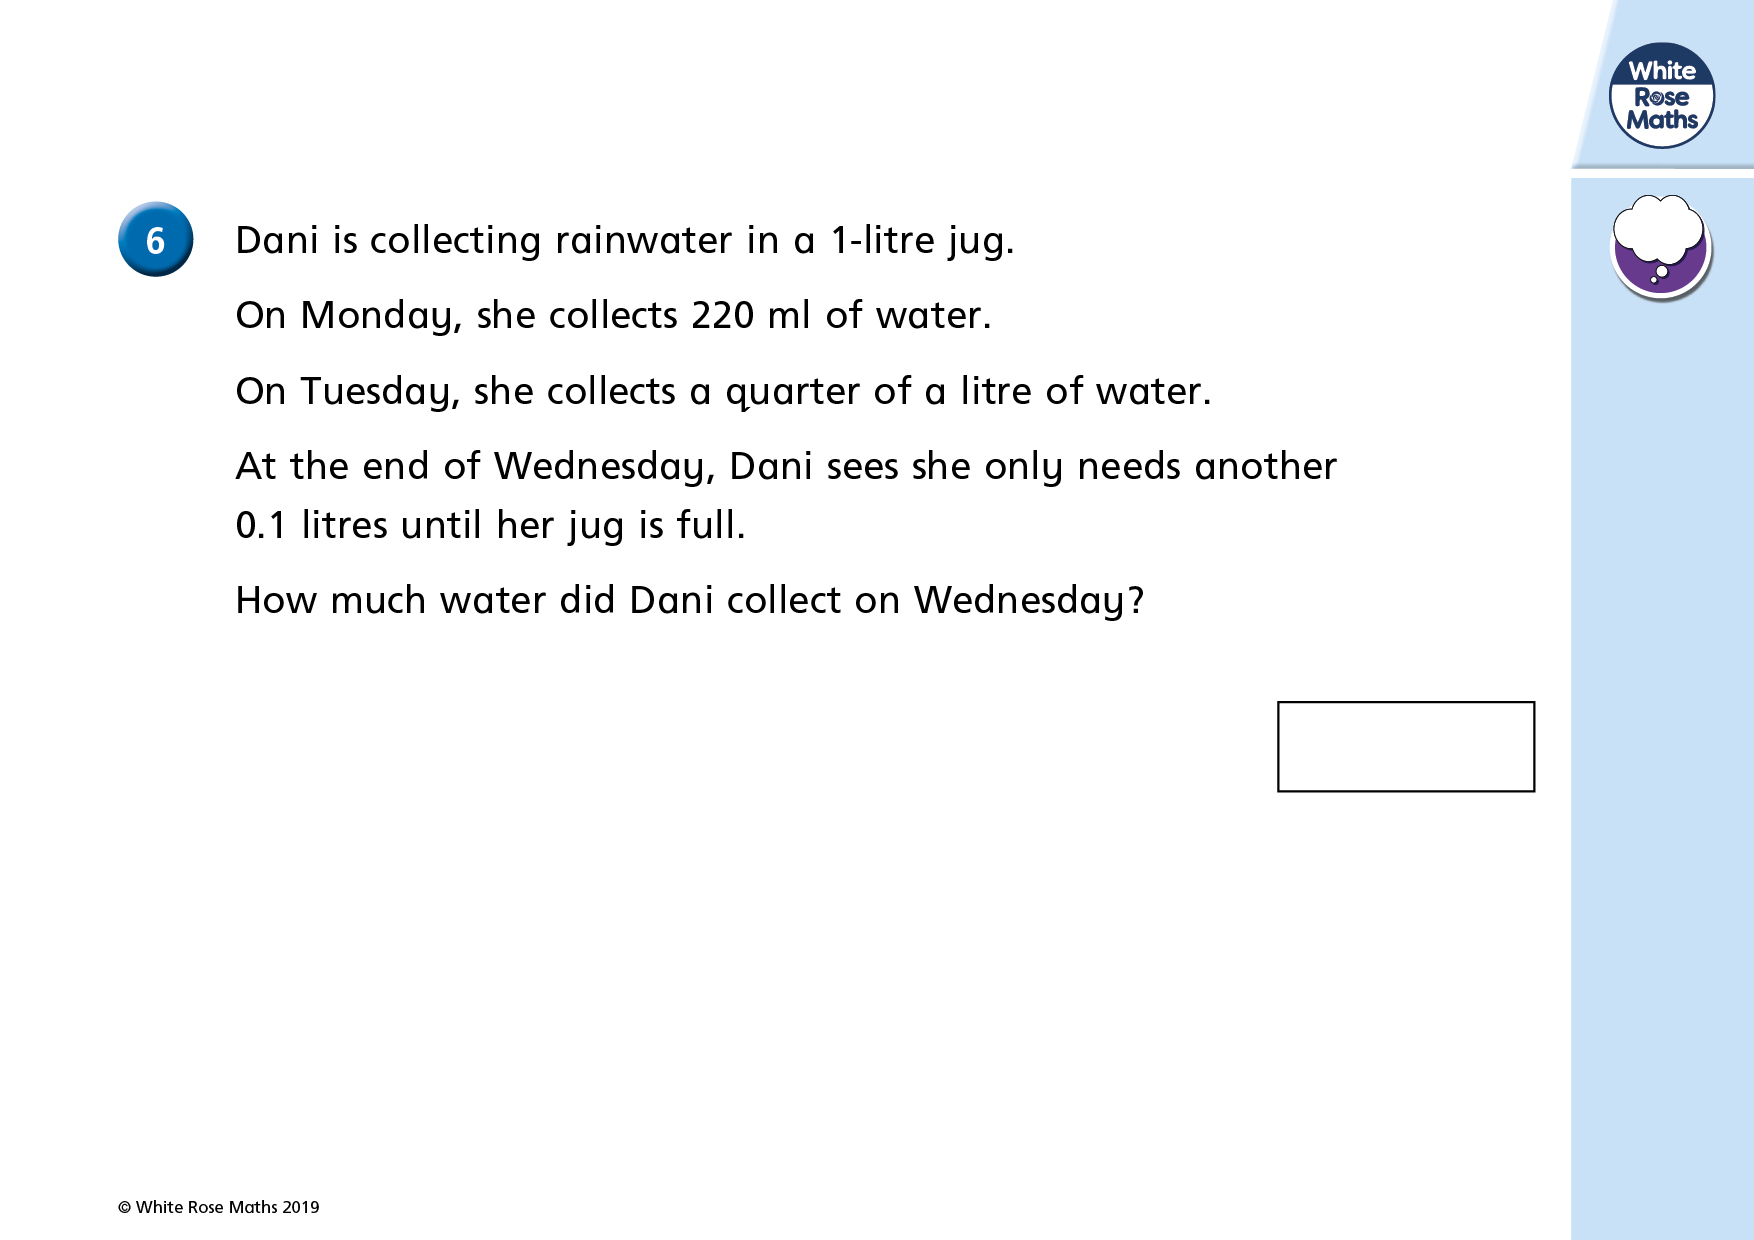 White
Rose
Maths
6 Dani is collecting rainwater in a 1-litre jug.
On Monday, she collects 220 ml of water.
On Tuesday, she collects a quarter of a litre of water.
At the end of Wednesday, Dani sees she only needs another
0.1 litres until her jug is full.
How much water did Dani collect on Wednesday?
© White Rose Maths 2019